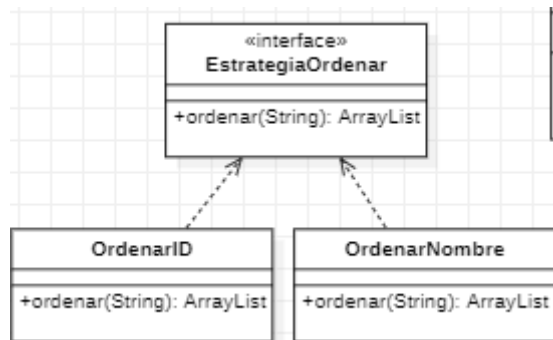 «interface»
EstrategiaOrdenar
+ordenar(String): ArrayList
OrdenarID
+ordenar(String): ArrayList
OrdenarNombre
+ordenar(String): ArrayList